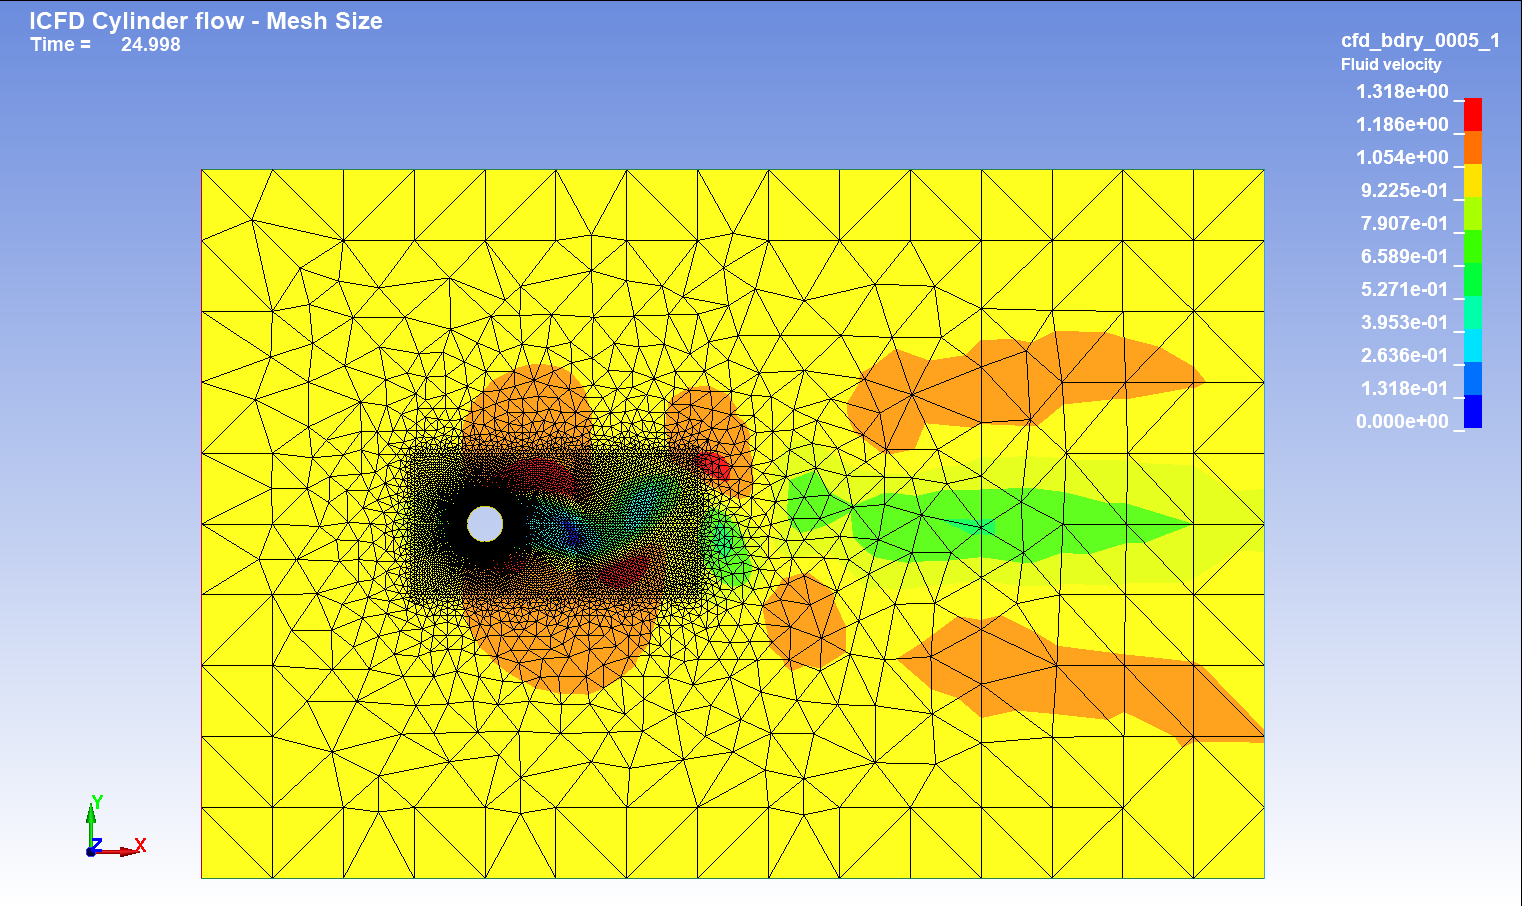 ICFD Cylinder flow - Mesh Size
Time =     24.998
cfd_bdry_0005_1
Fluid velocity
1.318e+00
1.186e+00
1.054e+00
9.225e-01
7.907e-01
6.589e-01
5.271e-01
3.953e-01
2.636e-01
1.318e-01
0.000e+00
Y
Z
X